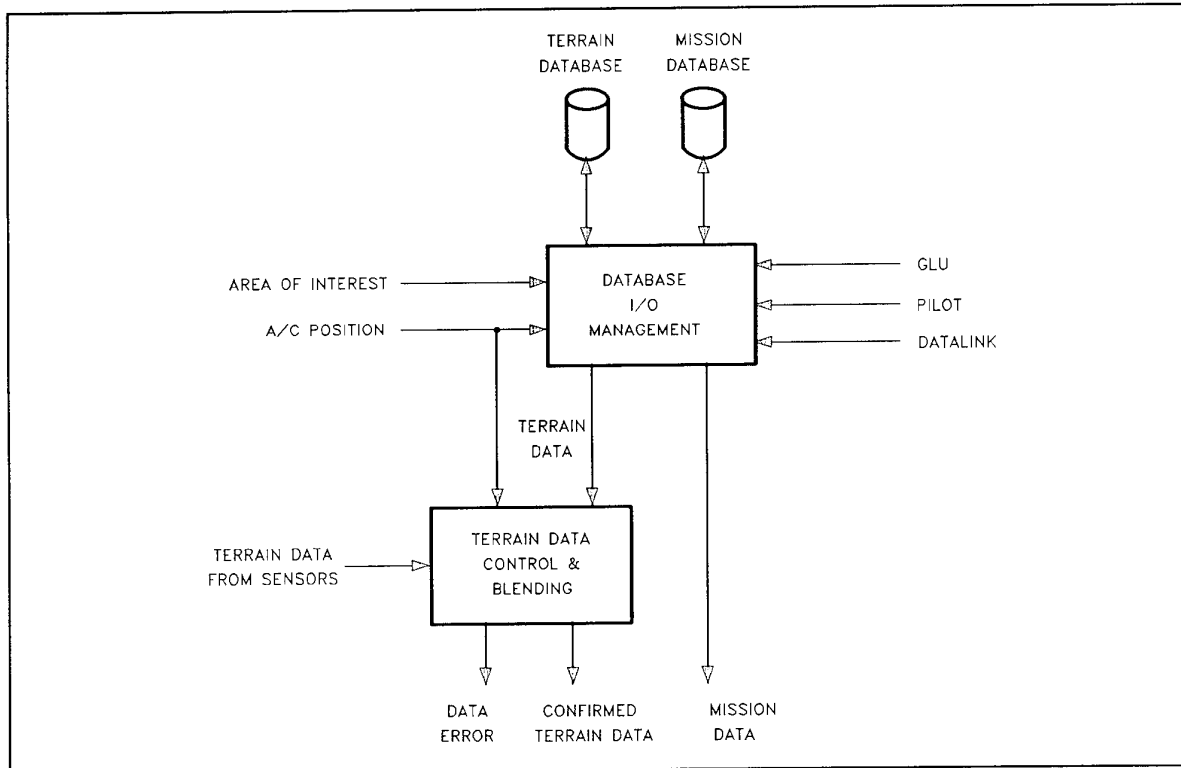 TERRAIN
DATABASE
MISSION
DATABASE
AREA OF INTEREST
A/C POSITION
DATABASE
I/O
MANAGEMENT
GLU
PILOT
DATALINK
TERRAIN
DATA
TERRAIN DATA
FROM SENSORS
TERRAIN DATA
CONTROL &
BLENDING
DATA
ERROR
CONFIRMED
TERRAIN DATA
MISSION
DATA